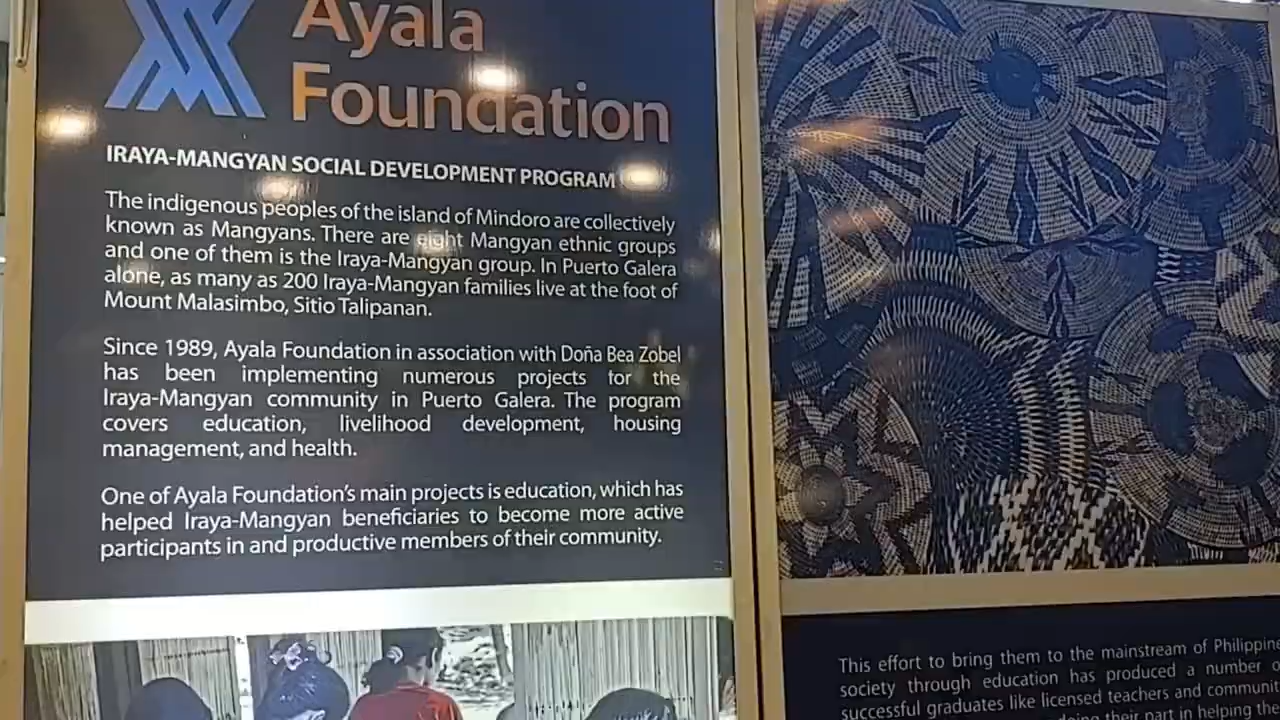 Ayala
Foundation
IRAYA-MANGYAN SOCIAL DEVELOPMENT PROGRAM
The indigenous peoples of the island of Mindoro are collectively
known as Mangyans. There are eight Mangyan ethnic groups
and one of them is the Iraya-Mangyan group. In Puerto Galera
alone, as many as 200 Iraya-Mangyan families live at the foot of
Mount Malasimbo, Sitio Talipanan.
Since 1989, Ayala Foundation in association with Doña Bea Zobel
has been implementing numerous projects for the
Iraya-Mangyan community in Puerto Galera. The program
covers education, livelihood development, housing
management, and health.
One of Ayala Foundation's main projects is education, which has
helped Iraya-Mangyan beneficiaries to become more active
participants in and productive members of their community.
This effort to bring them to the mainstream of Philippine
society through education has produced a number
successful graduates like licensed teachers and
their part in helping the